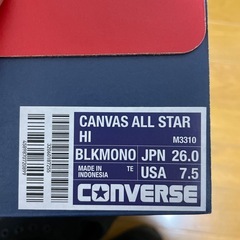 CANVAS ALL STAR
HI
M3310
BLKMONO JPN 26.0
MADE IN INDONESIA TE USA 7.5
CONVERSE